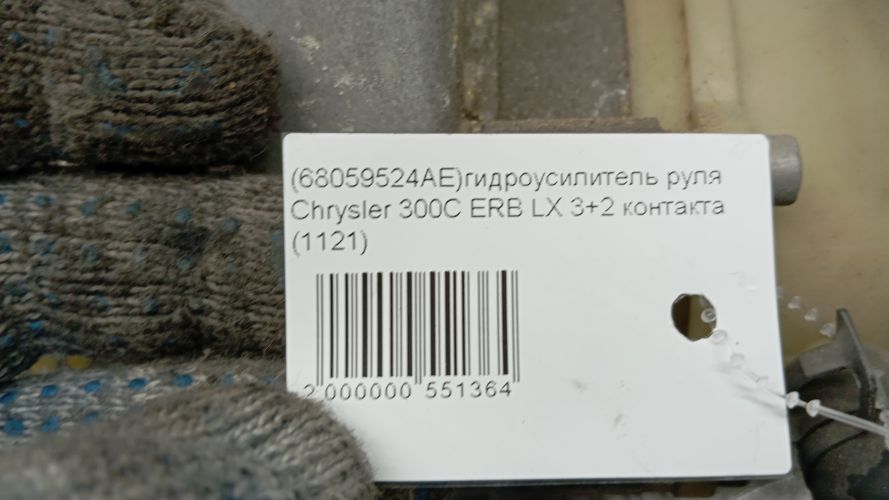 (68059524AE)гидроусилитель руля
Chrysler 300C ERB LX 3+2 контакта
(1121)
2 000000 551364